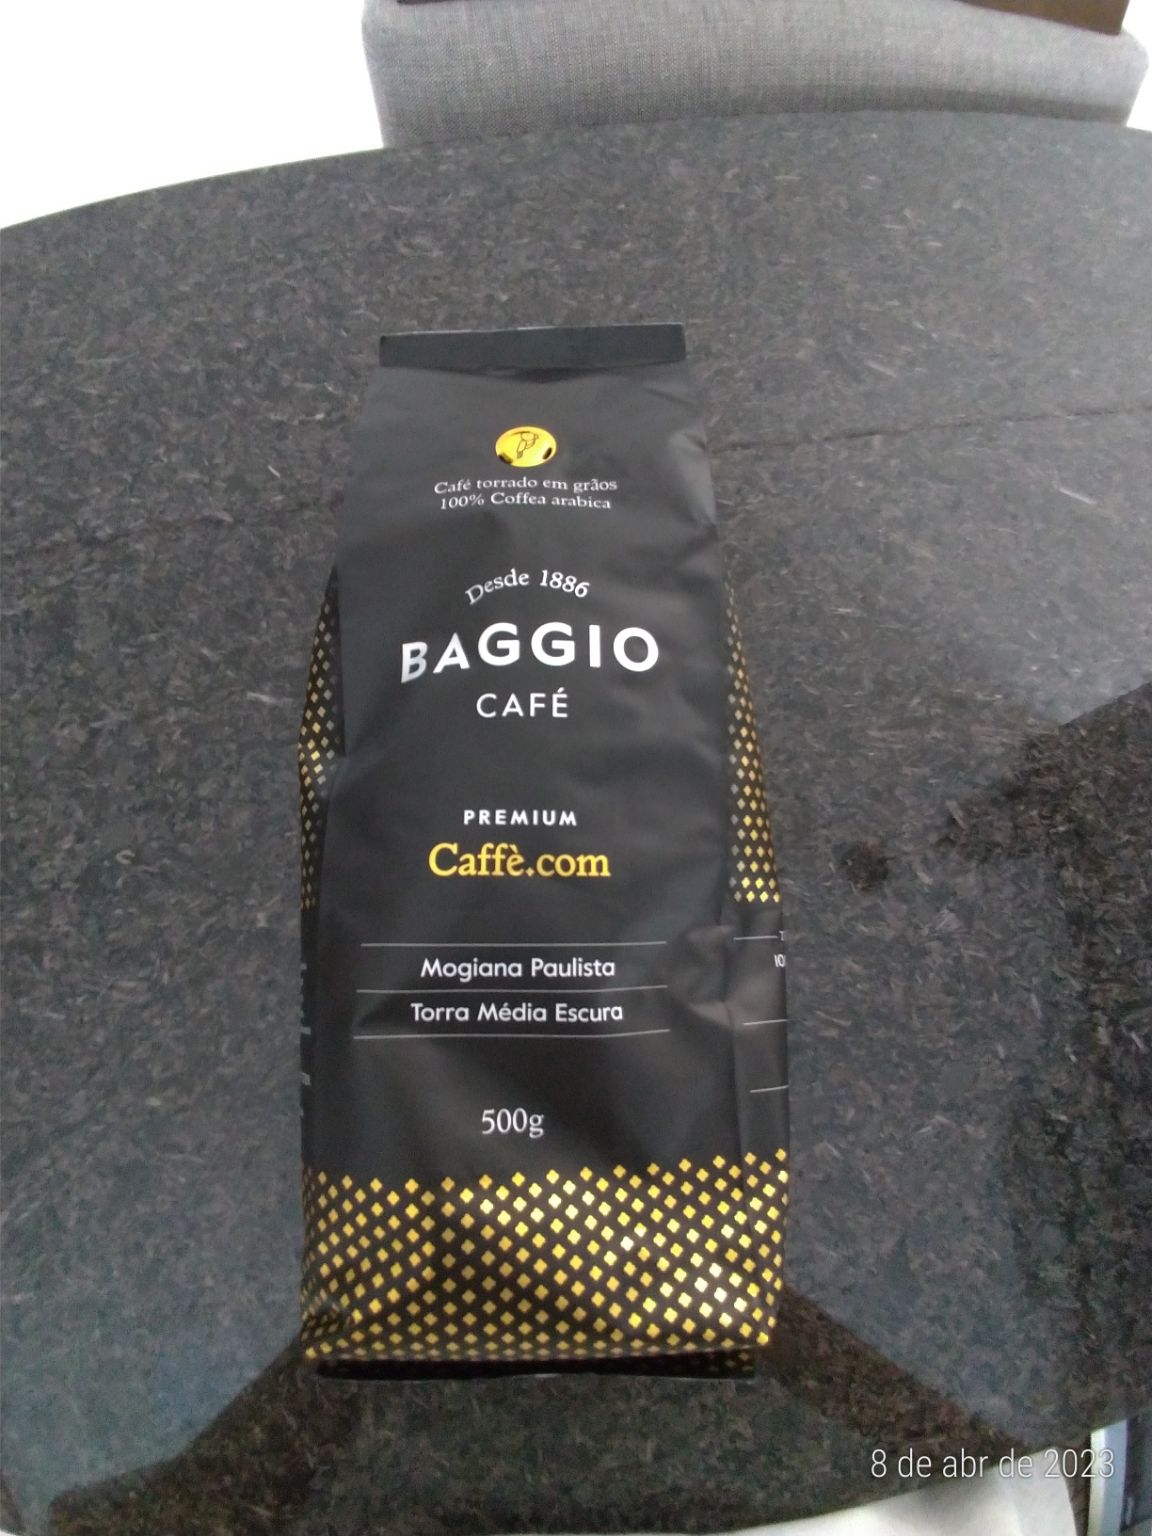 Café torrado em grãos
100% Coffea arabica
Desde 1886
BAGGIO
CAFÉ
PREMIUM
Caffè.com
Mogiana Paulista
Torra Média Escura
500g
8 de abr de 2023